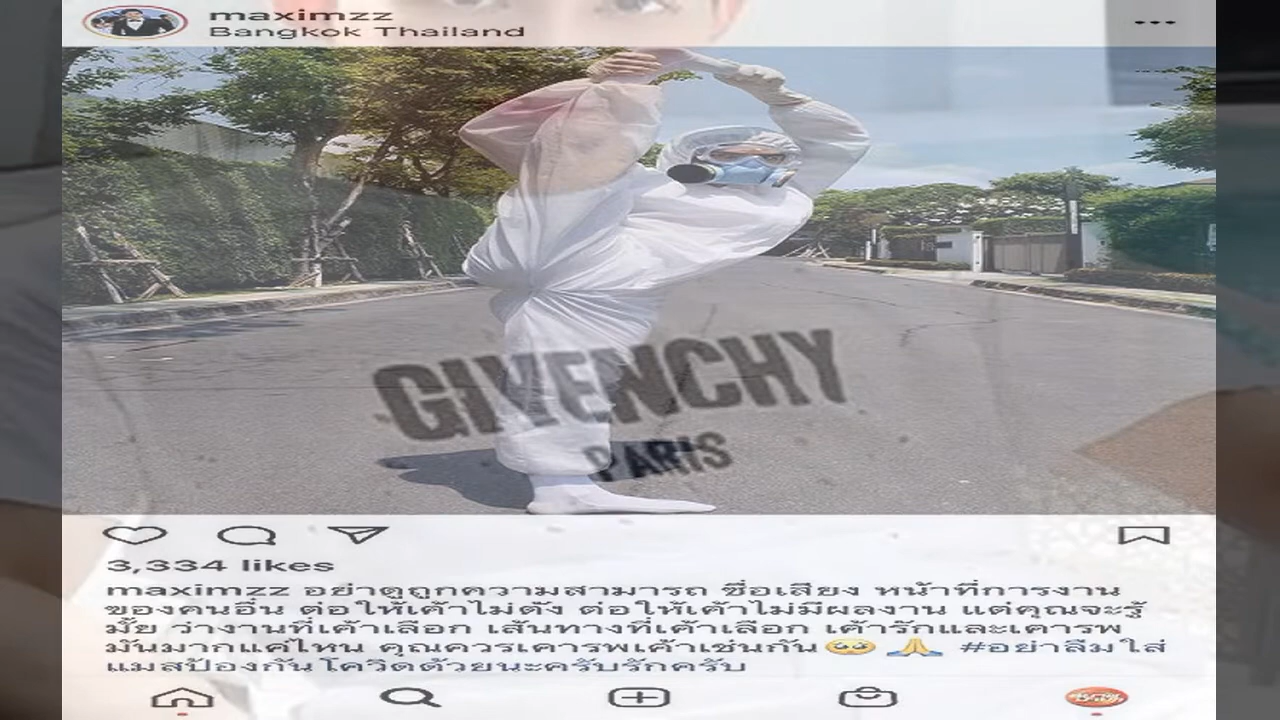 maximzz
Bangkok Thailand
GIVENCHY
PARIS
3,334 likes
maximzz อย่าดูถูกความสามารถ ชื่อเสียง หน้าที่การงาน
ของคนอื่น ต่อให้เค้าไม่ดัง ต่อให้เค้าไม่มีผลงาน แต่คุณจะรู้
มั้ย ว่างานที่เค้าเลือก เส้นทางที่เค้าเลือก เค้ารักและเคารพ
มันมากแค่ไหน คุณควรเคารพเค้าเช่นกัน🥺🙏 #อย่าลืมใส่
แมสป้องกันโควิดด้วยนะครับรักครับ